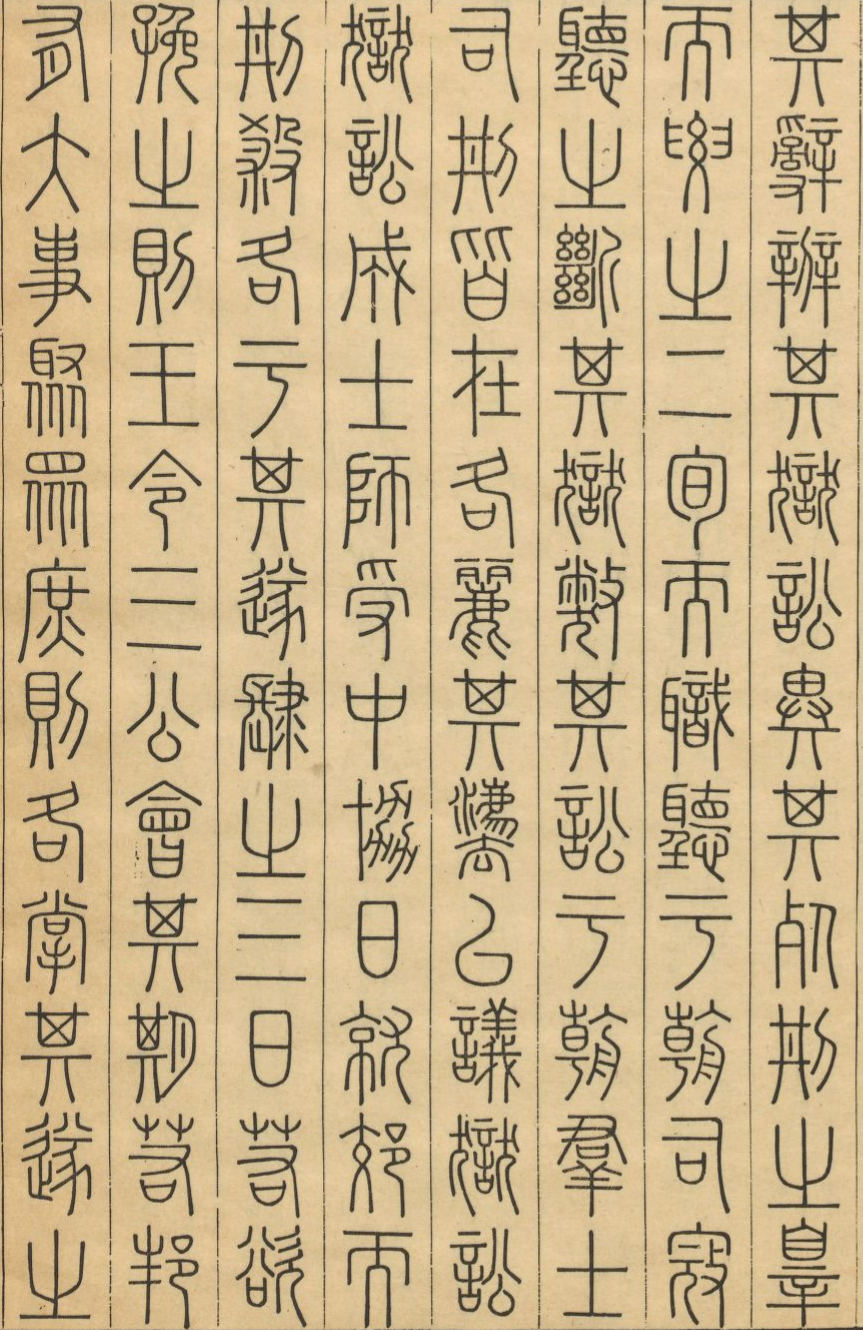 其辭辨其獄訟異其死刑之辠
而要之二旬而職聽于朝司寇
聽之斷其獄弊其訟于朝羣士
司刑皆在各麗其灋以議獄訟
獄訟成士師受中協日就郊而
刑殺各于其遂肆之三日若欲
免之則王令三公會其期若邦
有大事聚眾庶則各掌其遂之